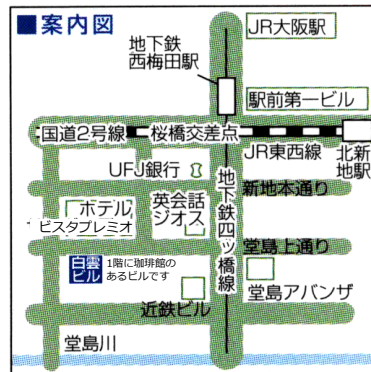 ■案内図
JR大阪駅
地下鉄
西梅田駅
駅前第一ビル
国道2号線
桜橋交差点
JR東西線
北新
地駅
UFJ銀行
地下鉄四ッ橋線
新地本通り
ホテル
ビスタプレミオ
英会話
ジオス
堂島上通り
白雲
ビル
1階に珈琲館の
あるビルです
近鉄ビル
堂島アバンザ
堂島川